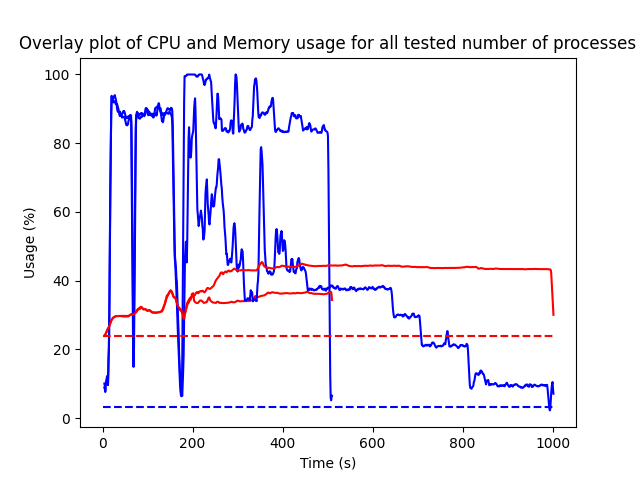 Overlay plot of CPU and Memory usage for all tested number of processes
100
80
60
40
20
0
Usage (%)
0 200 400 600 800 1000
Time (s)